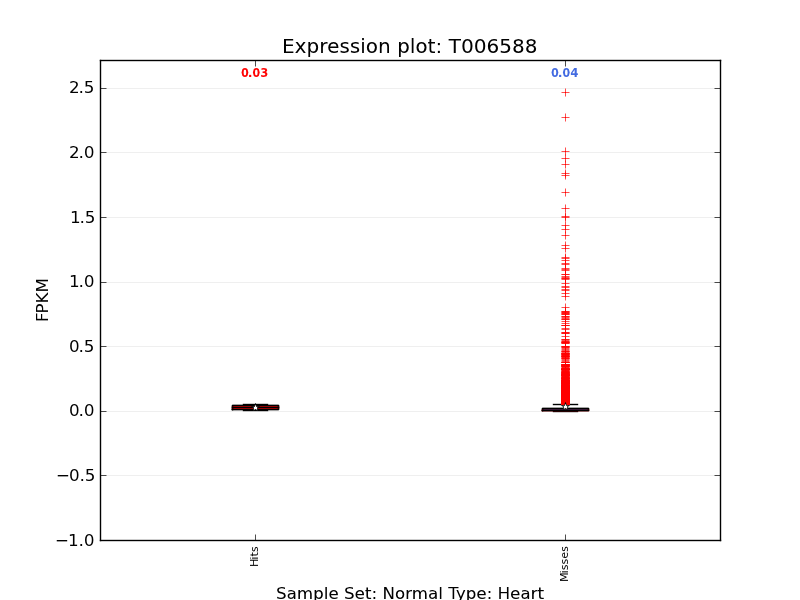 Expression plot: T006588
0.03
0.04
2.5
2.0
1.5
1.0
0.5
0.0
−0.5
−1.0
FPKM
Hits
Misses
Sample Set: Normal Type: Heart